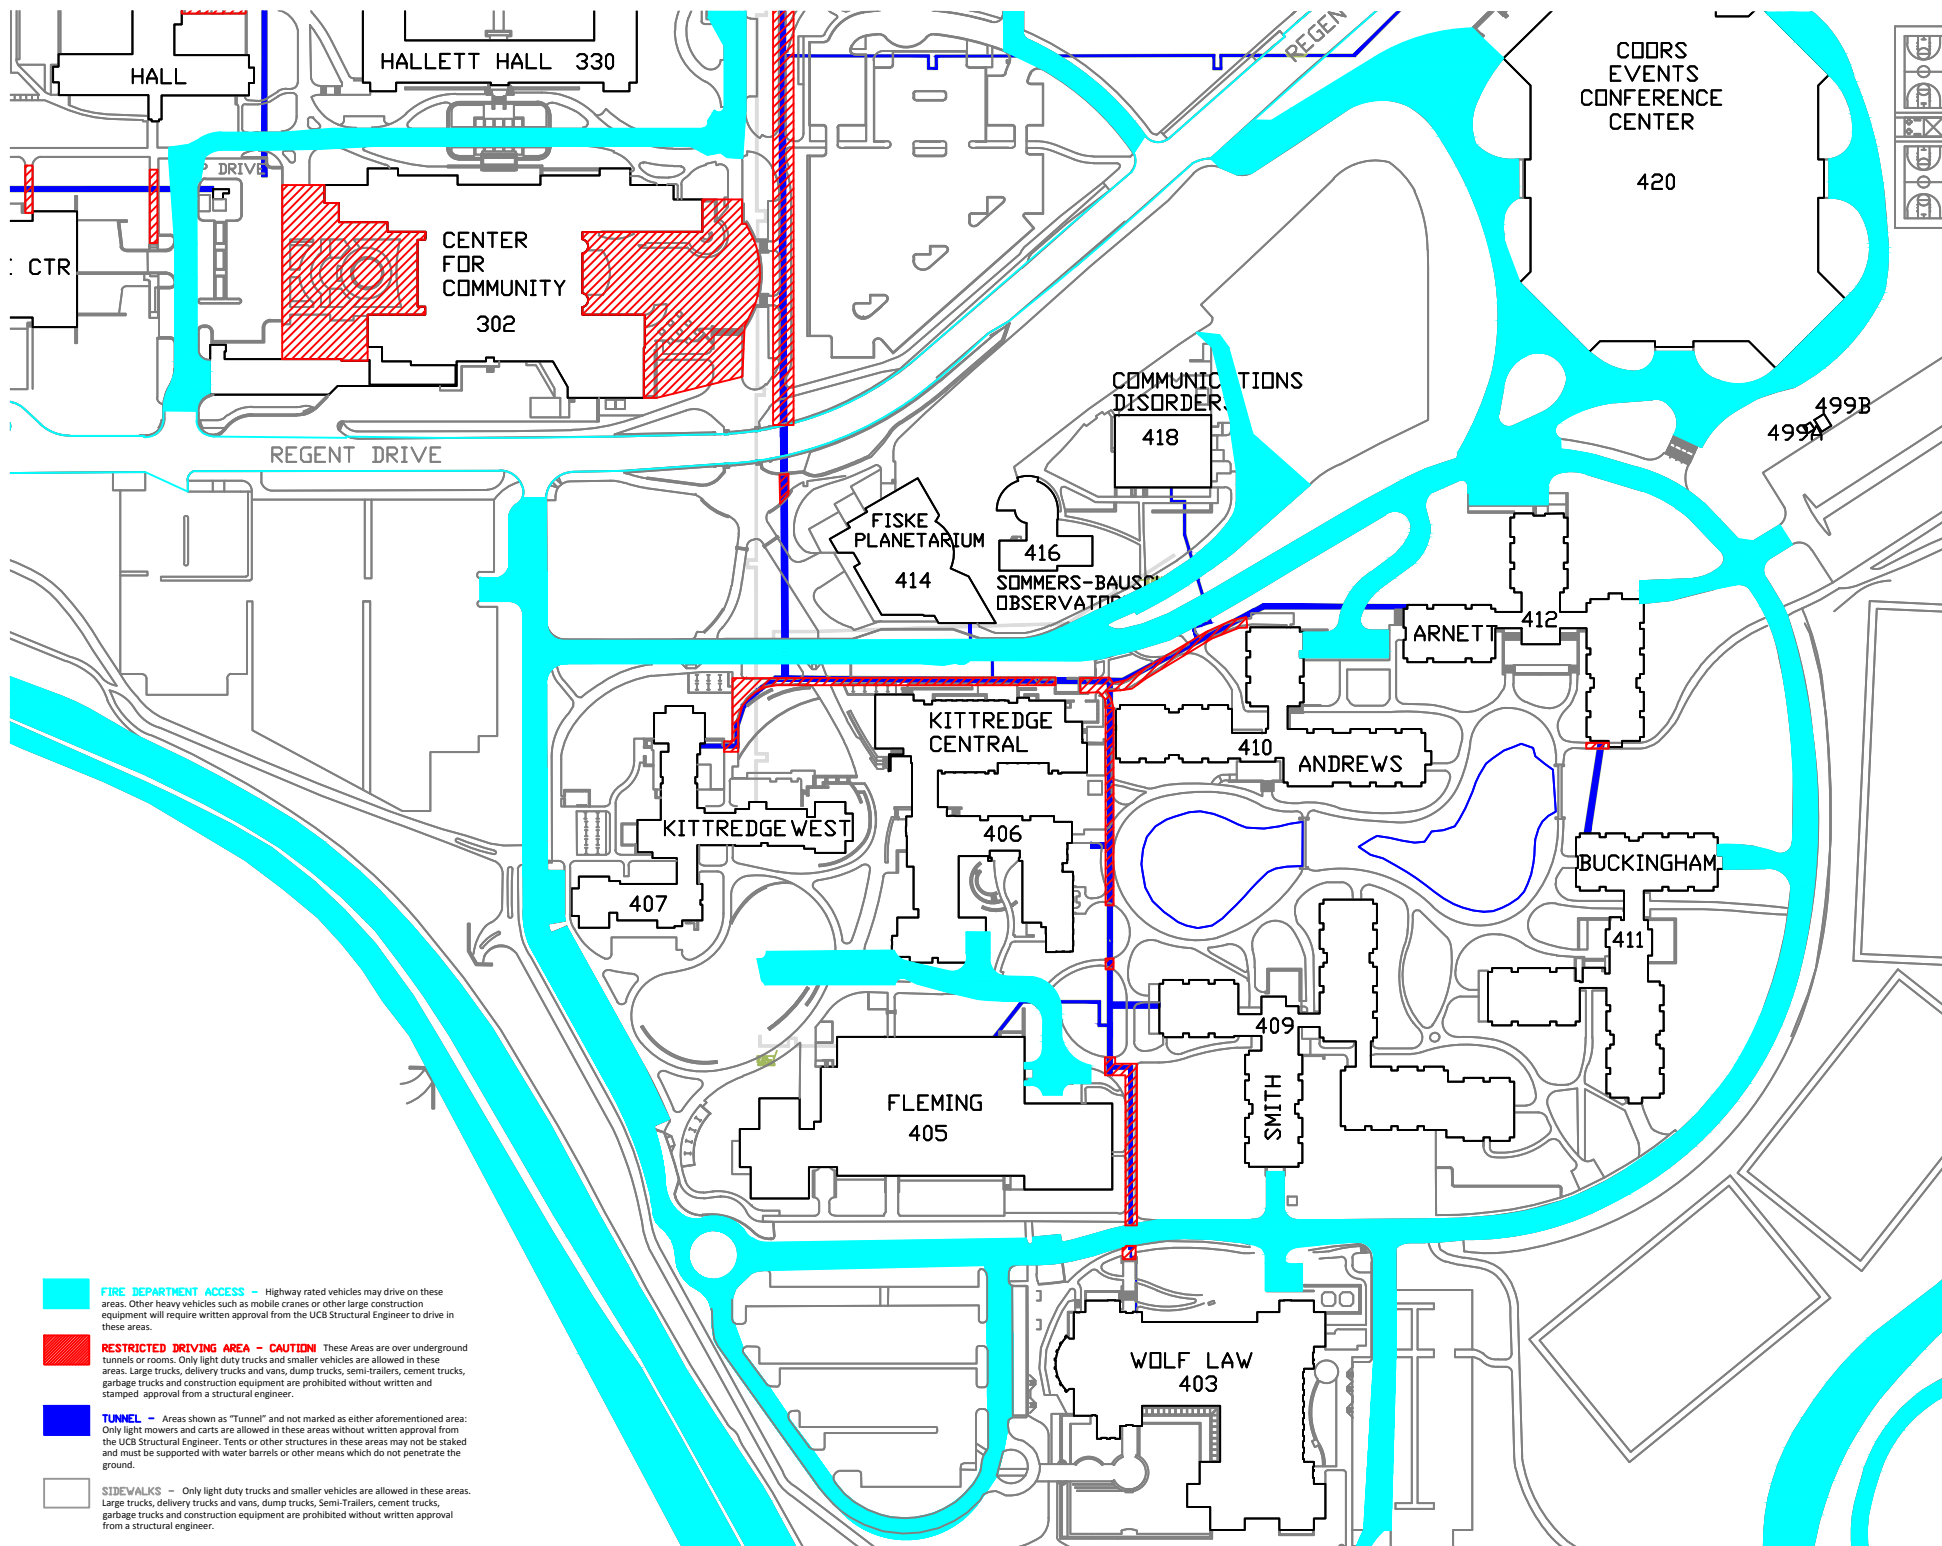 HALL
HALLETT HALL 330
REGEN
COORS
EVENTS
CONFERENCE
CENTER
420
DRIVE
CTR
CENTER
FOR
COMMUNITY
302
REGENT DRIVE
COMMUNICATIONS
DISORDER
418
499B
499A
FISKE
PLANETARIUM
414
416
SOMMERS-BAUSC
OBSERVATO
412
ARNETT
KITTREDGE
CENTRAL
410
ANDREWS
KITTREDGE WEST
406
BUCKINGHAM
407
411
409
SMITH
FLEMING
405
WOLF LAW
403
FIRE DEPARTMENT ACCESS - Highway rated vehicles may drive on these
areas. Other heavy vehicles such as mobile cranes or other large construction
equipment will require written approval from the UCB Structural Engineer to drive in
these areas.
RESTRICTED DRIVING AREA - CAUTION! These Areas are over underground
tunnels or rooms. Only light duty trucks and smaller vehicles are allowed in these
areas. Large trucks, delivery trucks and vans, dump trucks, semi-trailers, cement trucks,
garbage trucks and construction equipment are prohibited without written and
stamped approval from a structural engineer.
TUNNEL - Areas shown as "Tunnel" and not marked as either aforementioned area:
Only light mowers and carts are allowed in these areas without written approval from
the UCB Structural Engineer. Tents or other structures in these areas may not be staked
and must be supported with water barrels or other means which do not penetrate the
ground.
SIDEWALKS - Only light duty trucks and smaller vehicles are allowed in these areas.
Large trucks, delivery trucks and vans, dump trucks, Semi-Trailers, cement trucks,
garbage trucks and construction equipment are prohibited without written approval
from a structural engineer.